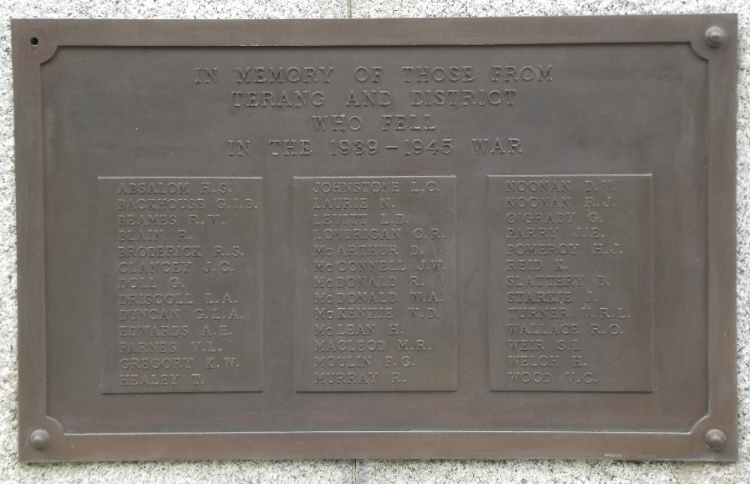 IN MEMORY OF THOSE FROM
TERANG AND DISTRICT
WHO FELL
IN THE 1939-1945 WAR
ABSALOM H.S.
BACKHOUSE G.I.B.
BEAMES R.W.
BLAIN R.
BRODERICK R.S.
CLANCEY J.C.
DOLL G.
DRISCOLL L.A.
DUNCAN G.L.A.
EDWARDS A.E.
FARNES V.L.
GREGORY K.W.
HEALEY T.
JOHNSTONE L.C.
LAURIE N.
LEWITT L.D.
LONERIGAN C.R.
McARTHUR D.
McCONNELL J.W.
McDONALD R.
McDONALD W.A.
McKENZIE W.D.
McLEAN H.
MACLEOD M.R.
MOULIN F.G.
MURRAY R.
NOONAN D.V.
NOONAN R.J.
O'GRADY G.
PARRY J.E.
POMEROY H.J.
REID K.
SLATTERY B.
STARKIE J.
TURNER W.R.L.
WALLACE R.O.
WEIR S.T.
WELCH H.
WOOD V.C.